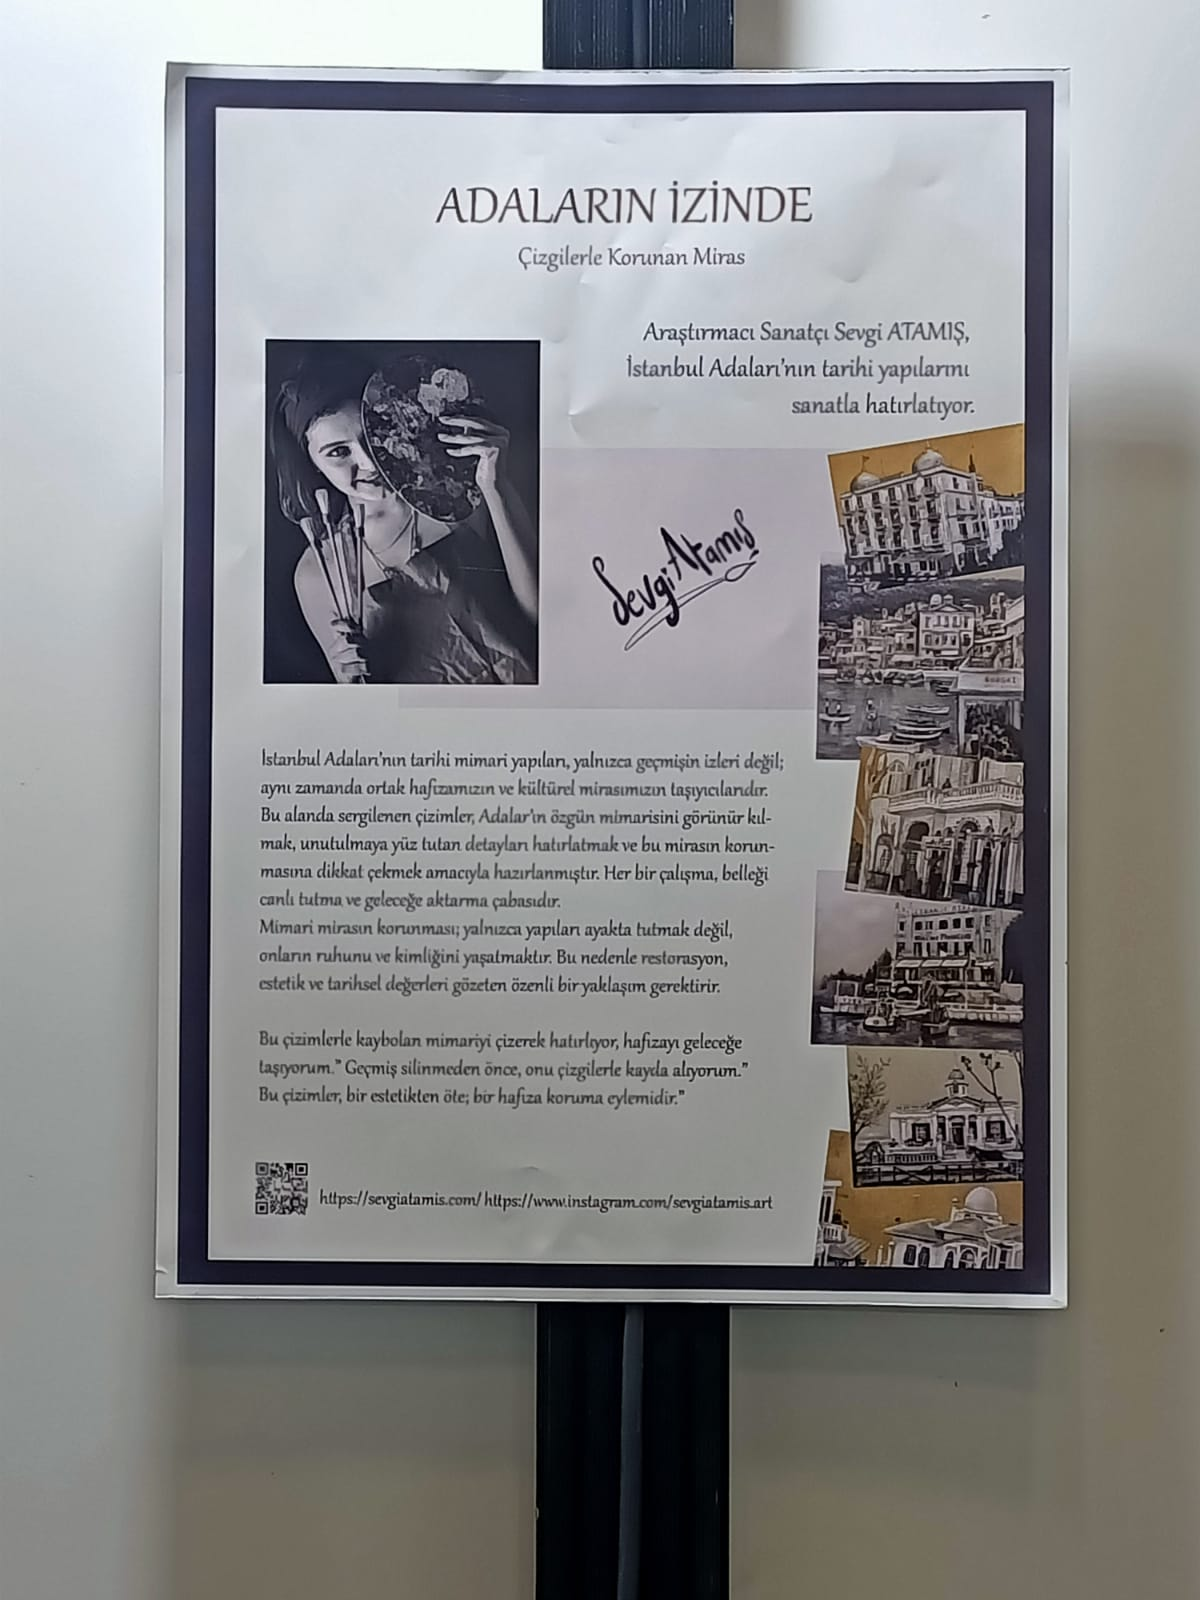 ADALARIN İZİNDE
Çizgilerle Korunan Miras
Araştırmacı Sanatçı Sevgi ATAMIŞ,
İstanbul Adaları'nın tarihi yapılarını
sanatla hatırlatıyor.
Sevgi Atamış
İstanbul Adaları'nın tarihi mimari yapıları, yalnızca geçmişin izleri değil;
aynı zamanda ortak hafızamızın ve kültürel mirasımızın taşıyıcılarıdır.
Bu alanda sergilenen çizimler, Adalar'ın özgün mimarisini görünür kıl-
mak, unutulmaya yüz tutan detayları hatırlatmak ve bu mirasın korun-
masına dikkat çekmek amacıyla hazırlanmıştır. Her bir çalışma, belleği
canlı tutma ve geleceğe aktarma çabasıdır.
Mimari mirasın korunması; yalnızca yapıları ayakta tutmak değil,
onların ruhunu ve kimliğini yaşatmaktır. Bu nedenle restorasyon,
estetik ve tarihsel değerleri gözeten özenli bir yaklaşım gerektirir.
Bu çizimlerle kaybolan mimariyi çizerek hatırlıyor, hafızayı geleceğe
taşıyorum." Geçmiş silinmeden önce, onu çizgilerle kayda alıyorum."
Bu çizimler, bir estetikten öte; bir hafıza koruma eylemidir."
https://sevgiatamis.com/ https://www.instagram.com/sevgiatamis.art